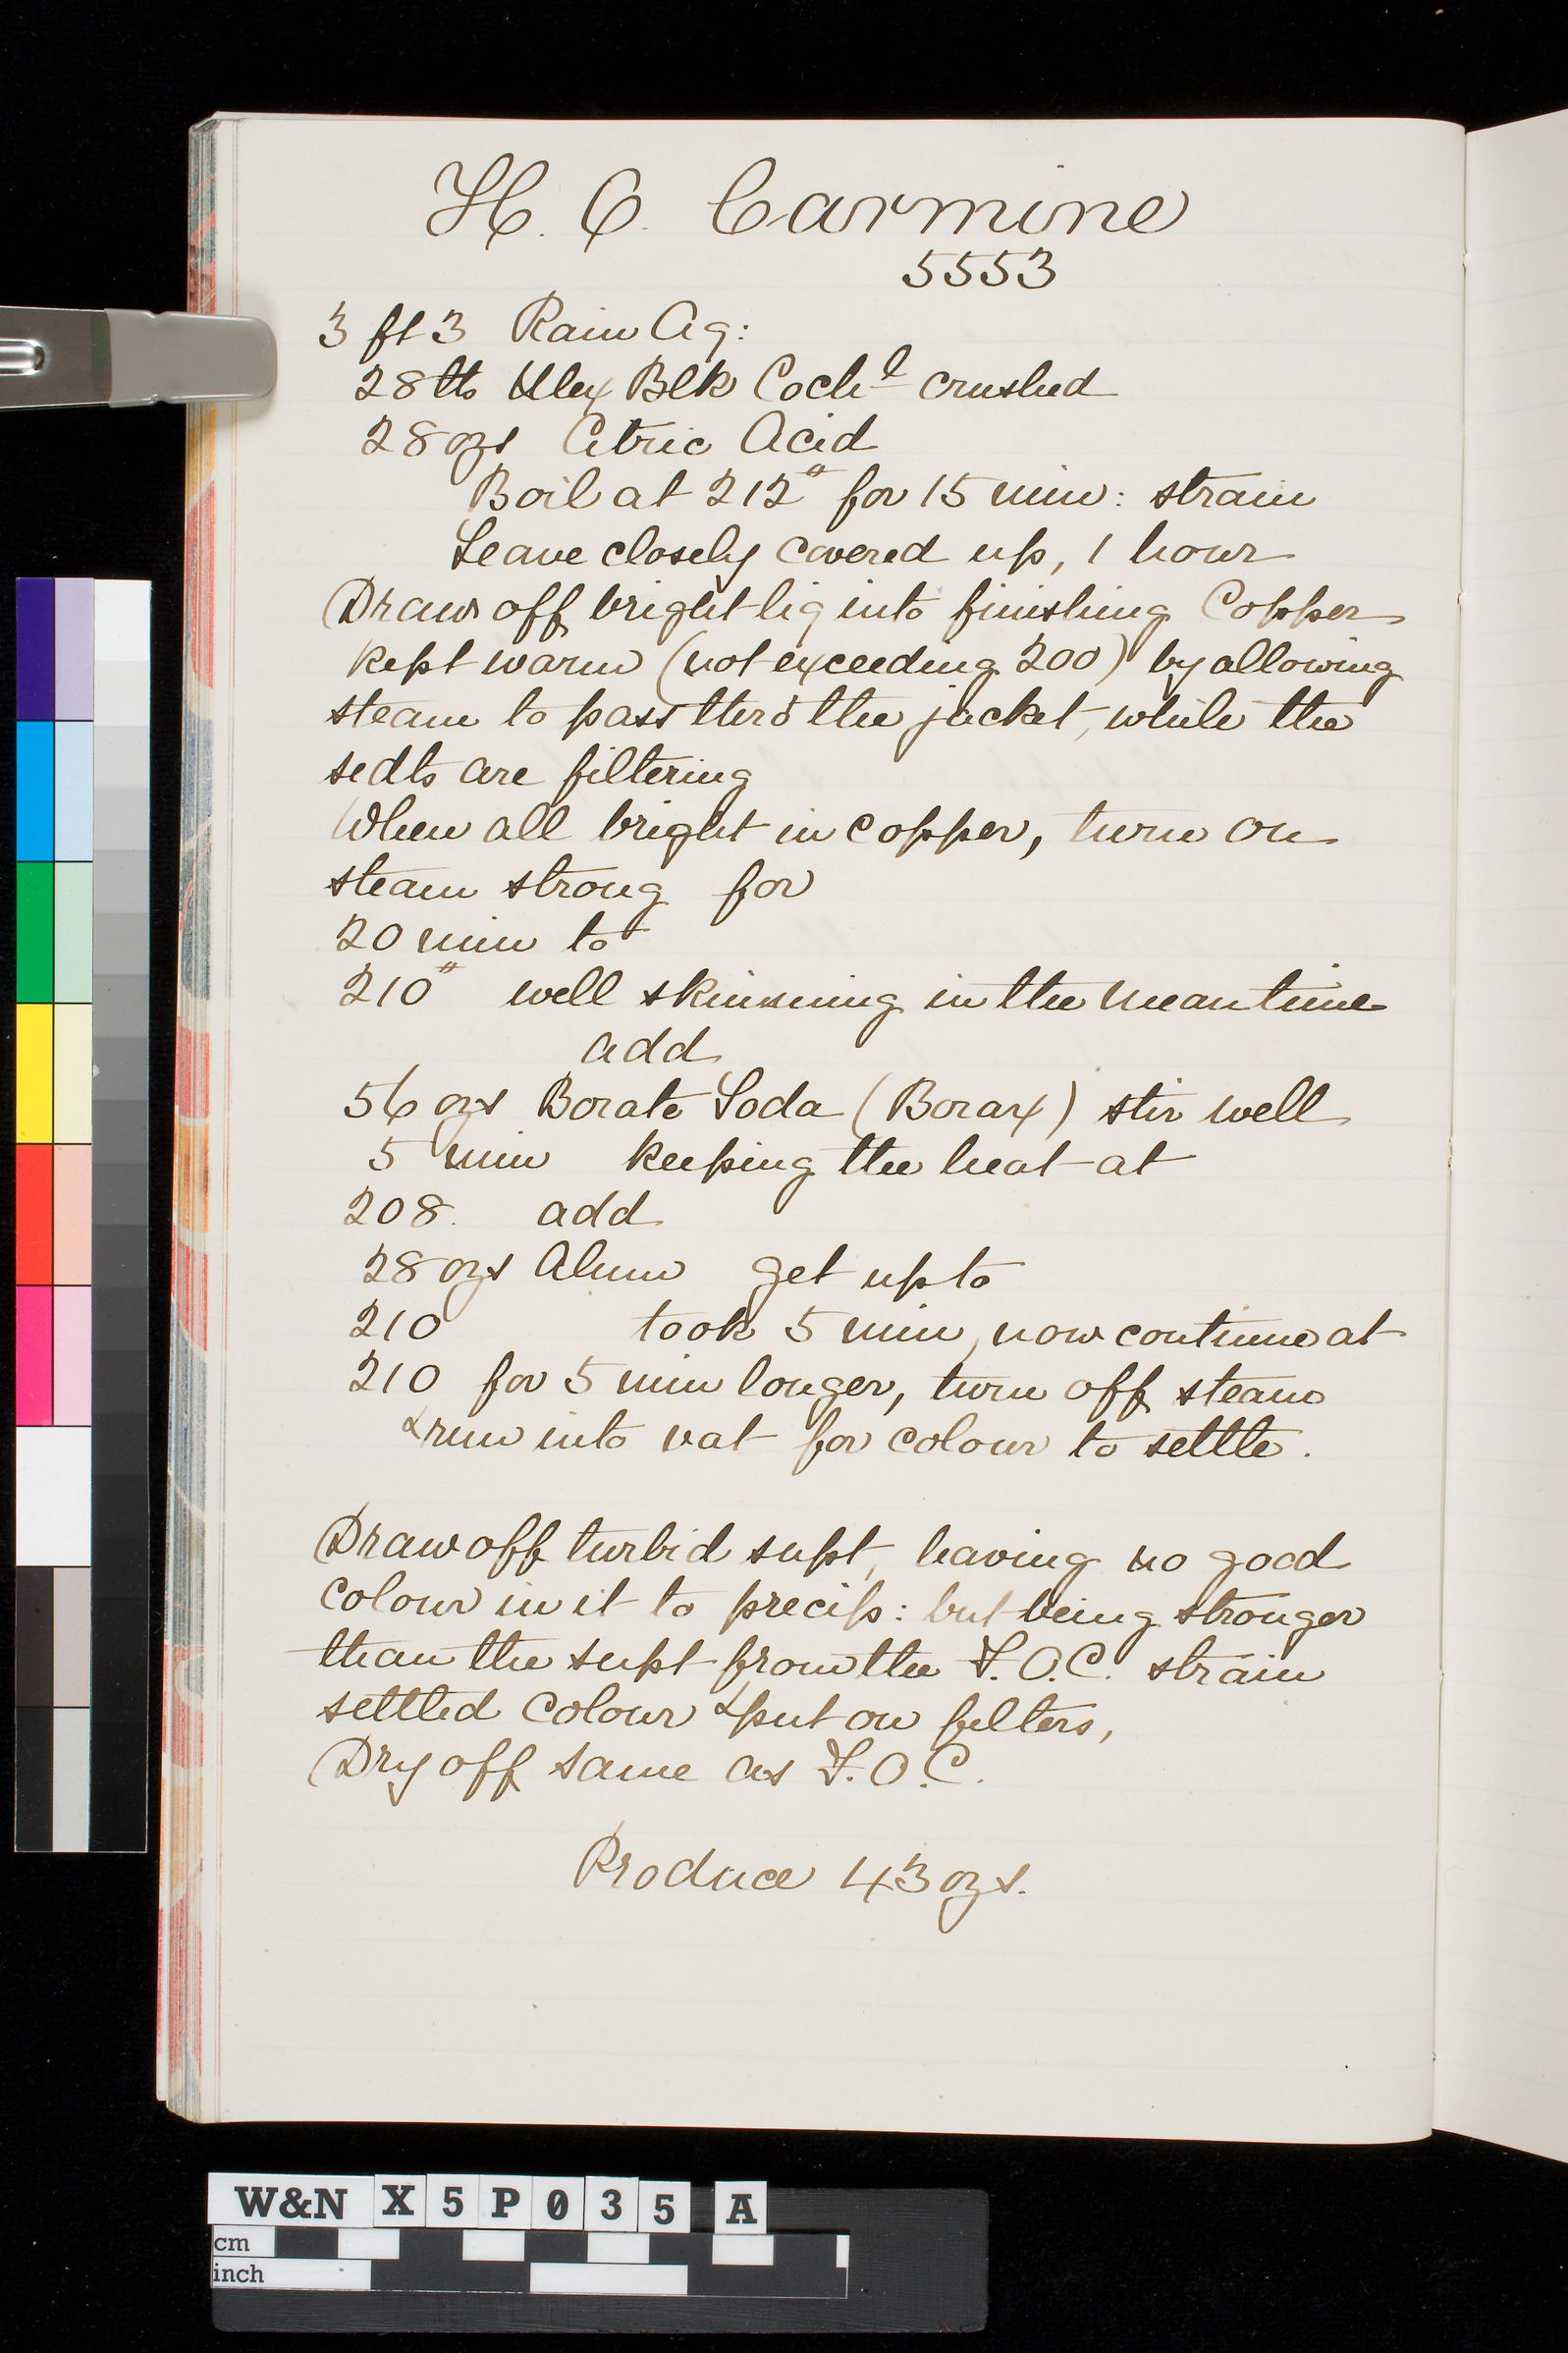 H. C. Carmine
5553
3 ft 3 Rain Aq:
28 lbs Mex Blk Coch^l crushed
28 ozs Citric Acid
Boil at 212° for 15 min: strain
Leave closely covered up, 1 hour
Draw off bright liq into finishing Copper
kept warm (not exceeding 200) by allowing
steam to pass thro' the jacket, while the
sedts are filtering
When all bright in copper, turn on
steam strong for
20 min to
210° well skimming in the mean time
add
56 ozs Borate Soda (Borax) stir well
5 min keeping the heat at
208. add
28 ozs Alum get up to
210 took 5 min, now continue at
210 for 5 min longer, turn off steam
& run into vat for colour to settle.
Draw off turbid supt, having no good
colour in it to precip: but being stronger
than the supt from the F.O.C. strain
settled colour & put on filters,
Dry off same as F.O.C.
Produce 43 ozs.
W&N X5P035 A
cm
inch